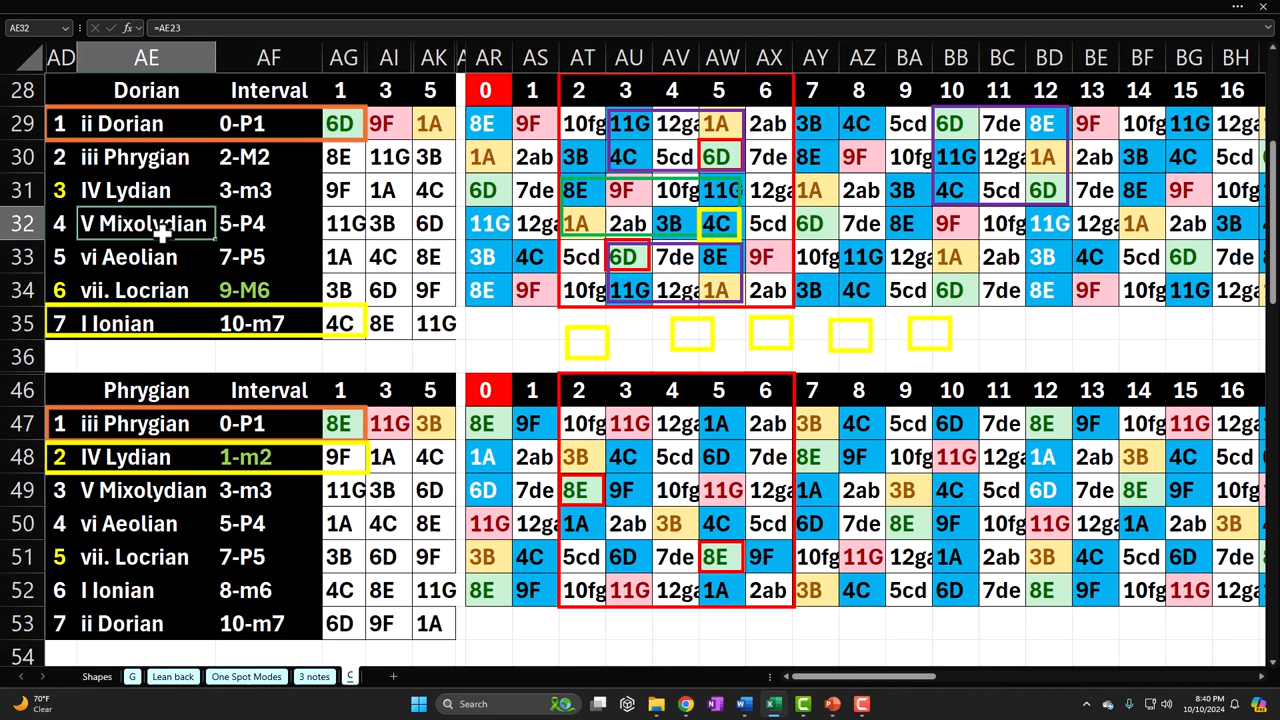 AE32 fx =AE23
AD AE AF AG AI AK AR AS AT AU AV AW AX AY AZ BA BB BC BD BE BF BG BH
28 Dorian Interval 1 3 5 0 1 2 3 4 5 6 7 8 9 10 11 12 13 14 15 16
29 1 ii Dorian 0-P1 6D 9F 1A 8E 9F 10fg 11G 12ga 1A 2ab 3B 4C 5cd 6D 7de 8E 9F 10fg 11G 12ga
30 2 iii Phrygian 2-M2 8E 11G 3B 1A 2ab 3B 4C 5cd 6D 7de 8E 9F 10fg 11G 12ga 1A 2ab 3B 4C 5cd
31 3 IV Lydian 3-m3 9F 1A 4C 6D 7de 8E 9F 10fg 11G 12ga 1A 2ab 3B 4C 5cd 6D 7de 8E 9F 10fg
32 4 V Mixolydian 5-P4 11G 3B 6D 11G 12ga 1A 2ab 3B 4C 5cd 6D 7de 8E 9F 10fg 11G 12ga 1A 2ab 3B
33 5 vi Aeolian 7-P5 1A 4C 8E 3B 4C 5cd 6D 7de 8E 9F 10fg 11G 12ga 1A 2ab 3B 4C 5cd 6D 7de
34 6 vii. Locrian 9-M6 3B 6D 9F 8E 9F 10fg 11G 12ga 1A 2ab 3B 4C 5cd 6D 7de 8E 9F 10fg 11G 12ga
35 7 I Ionian 10-m7 4C 8E 11G
36
46 Phrygian Interval 1 3 5 0 1 2 3 4 5 6 7 8 9 10 11 12 13 14 15 16
47 1 iii Phrygian 0-P1 8E 11G 3B 8E 9F 10fg 11G 12ga 1A 2ab 3B 4C 5cd 6D 7de 8E 9F 10fg 11G 12ga
48 2 IV Lydian 1-m2 9F 1A 4C 1A 2ab 3B 4C 5cd 6D 7de 8E 9F 10fg 11G 12ga 1A 2ab 3B 4C 5cd
49 3 V Mixolydian 3-m3 11G 3B 6D 6D 7de 8E 9F 10fg 11G 12ga 1A 2ab 3B 4C 5cd 6D 7de 8E 9F 10fg
50 4 vi Aeolian 5-P4 1A 4C 8E 11G 12ga 1A 2ab 3B 4C 5cd 6D 7de 8E 9F 10fg 11G 12ga 1A 2ab 3B
51 5 vii. Locrian 7-P5 3B 6D 9F 3B 4C 5cd 6D 7de 8E 9F 10fg 11G 12ga 1A 2ab 3B 4C 5cd 6D 7de
52 6 I Ionian 8-m6 4C 8E 11G 8E 9F 10fg 11G 12ga 1A 2ab 3B 4C 5cd 6D 7de 8E 9F 10fg 11G 12ga
53 7 ii Dorian 10-m7 6D 9F 1A
54
Shapes G Lean back One Spot Modes 3 notes C
70°F
Clear
Search
8:40 PM
10/10/2024